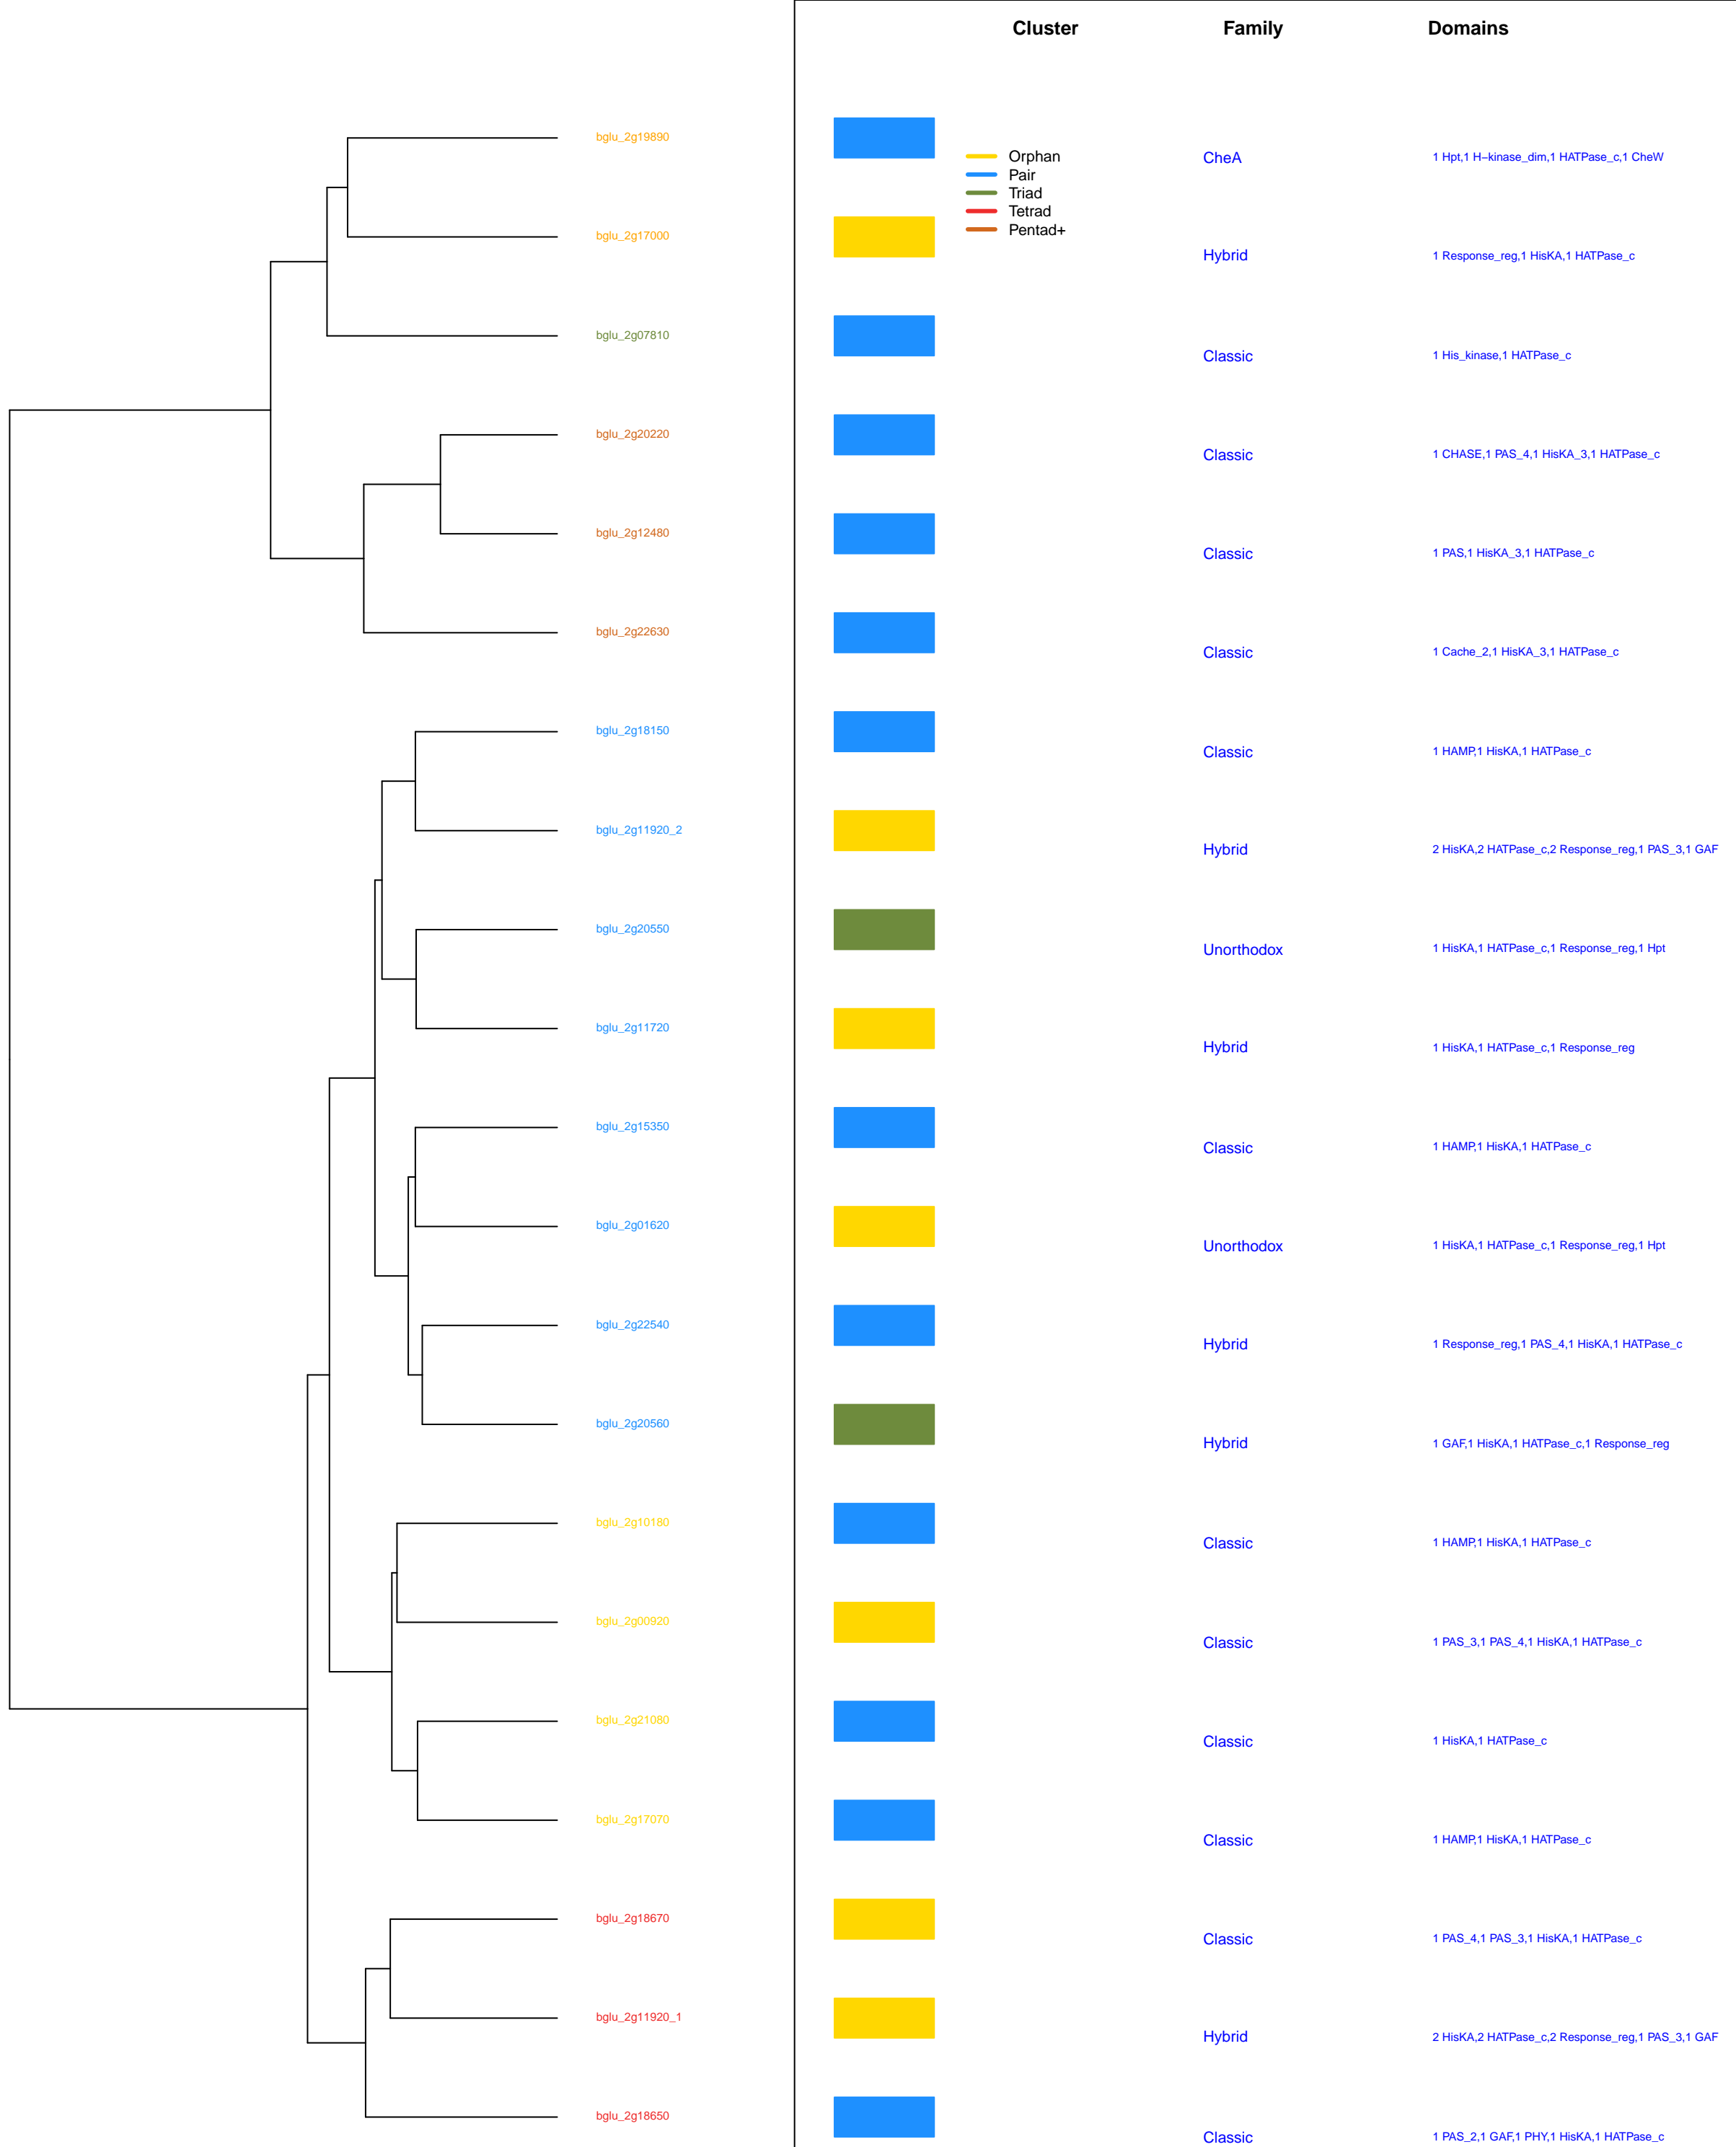 Cluster Family Domains
bglu_2g19890
Orphan
CheA 1 Hpt,1 H−kinase_dim,1 HATPase_c,1 CheW
Pair
Triad
Tetrad
Pentad+
bglu_2g17000
Hybrid 1 Response_reg,1 HisKA,1 HATPase_c
bglu_2g07810
Classic 1 His_kinase,1 HATPase_c
bglu_2g20220
Classic 1 CHASE,1 PAS_4,1 HisKA_3,1 HATPase_c
bglu_2g12480
Classic 1 PAS,1 HisKA_3,1 HATPase_c
bglu_2g22630
Classic 1 Cache_2,1 HisKA_3,1 HATPase_c
bglu_2g18150
Classic 1 HAMP,1 HisKA,1 HATPase_c
bglu_2g11920_2
Hybrid 2 HisKA,2 HATPase_c,2 Response_reg,1 PAS_3,1 GAF
bglu_2g20550
Unorthodox 1 HisKA,1 HATPase_c,1 Response_reg,1 Hpt
bglu_2g11720
Hybrid 1 HisKA,1 HATPase_c,1 Response_reg
bglu_2g15350
Classic 1 HAMP,1 HisKA,1 HATPase_c
bglu_2g01620
Unorthodox 1 HisKA,1 HATPase_c,1 Response_reg,1 Hpt
bglu_2g22540
Hybrid 1 Response_reg,1 PAS_4,1 HisKA,1 HATPase_c
bglu_2g20560
Hybrid 1 GAF,1 HisKA,1 HATPase_c,1 Response_reg
bglu_2g10180
Classic 1 HAMP,1 HisKA,1 HATPase_c
bglu_2g00920
Classic 1 PAS_3,1 PAS_4,1 HisKA,1 HATPase_c
bglu_2g21080
Classic 1 HisKA,1 HATPase_c
bglu_2g17070
Classic 1 HAMP,1 HisKA,1 HATPase_c
bglu_2g18670
Classic 1 PAS_4,1 PAS_3,1 HisKA,1 HATPase_c
bglu_2g11920_1
Hybrid 2 HisKA,2 HATPase_c,2 Response_reg,1 PAS_3,1 GAF
bglu_2g18650
Classic 1 PAS_2,1 GAF,1 PHY,1 HisKA,1 HATPase_c